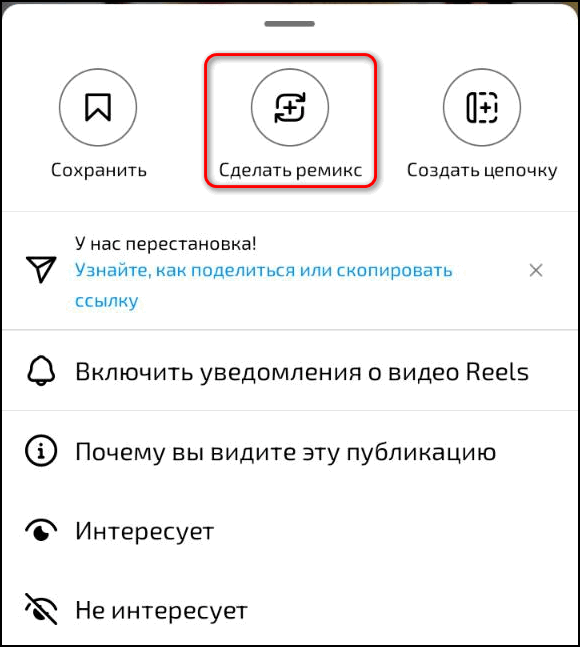 Сохранить
Сделать ремикс
Создать цепочку
У нас перестановка!
Узнайте, как поделиться или скопировать
ссылку
Включить уведомления о видео Reels
Почему вы видите эту публикацию
Интересует
Не интересует